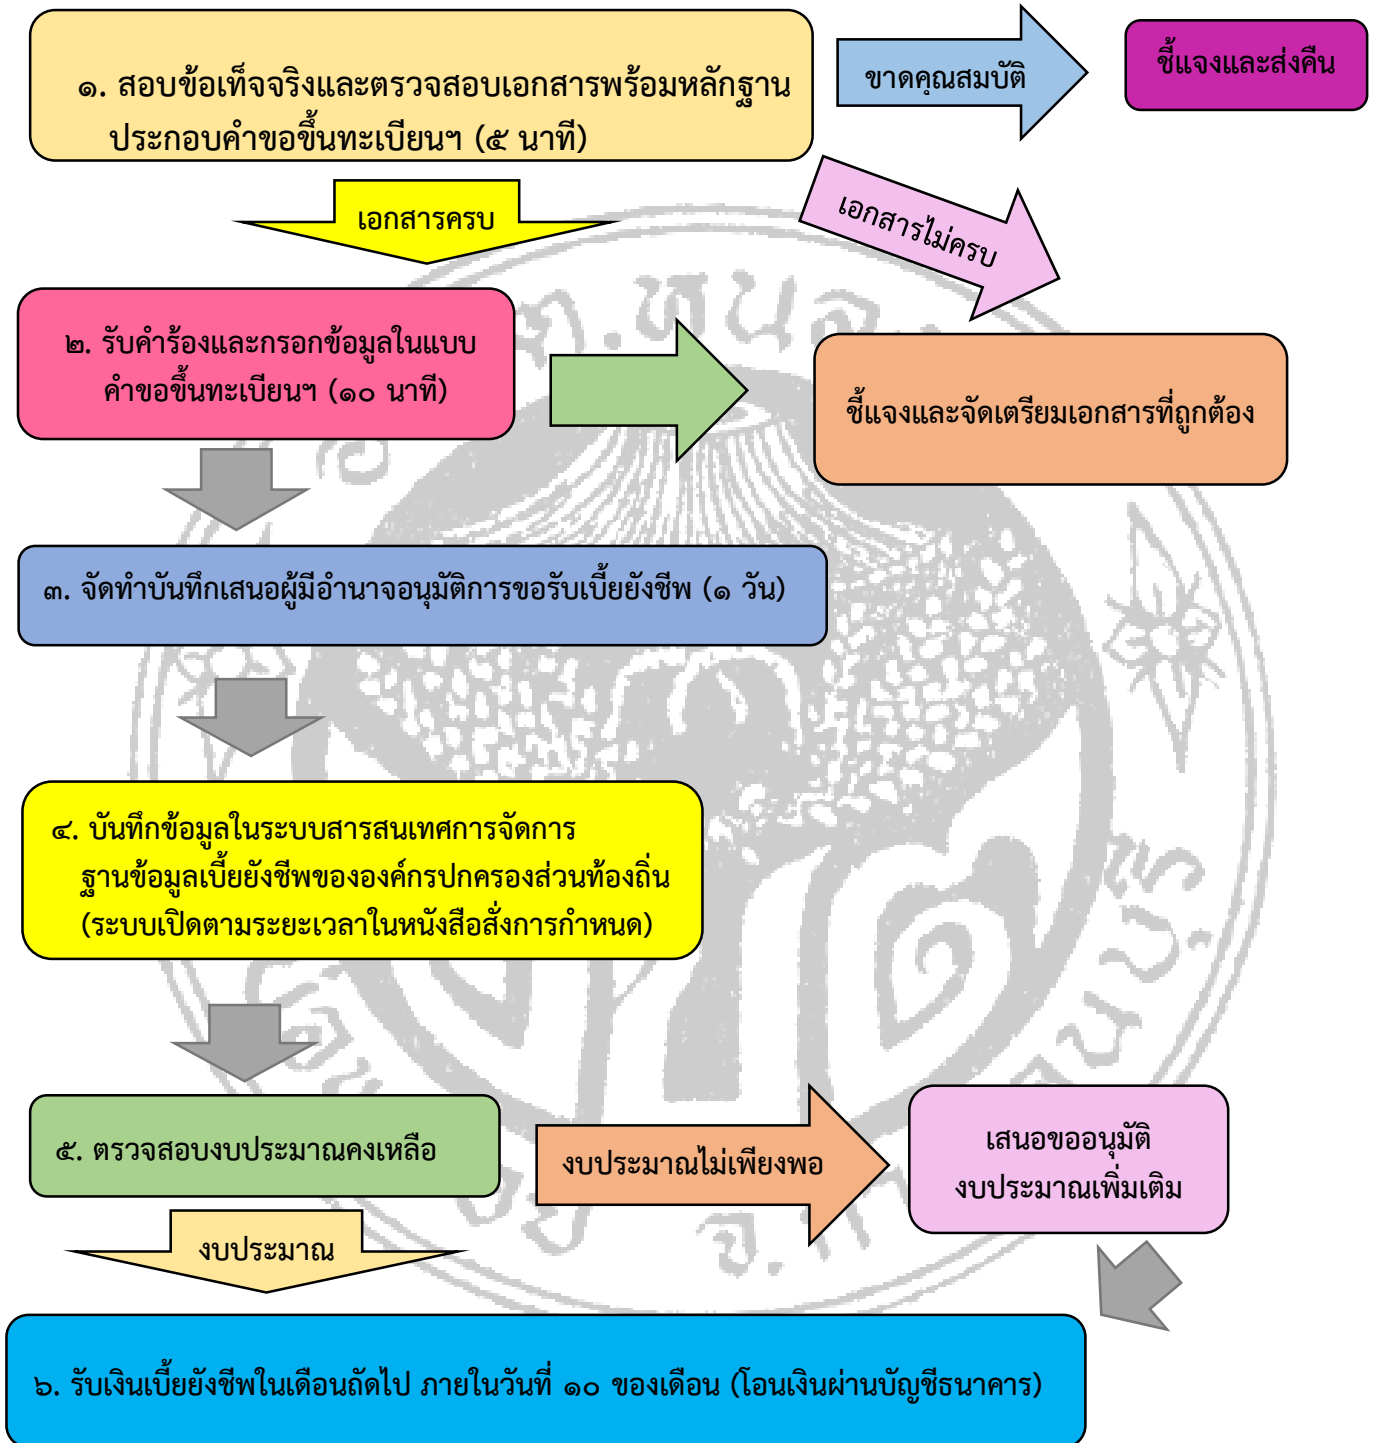 ๑. สอบข้อเท็จจริงและตรวจสอบเอกสารพร้อมหลักฐาน
ประกอบคำขอขึ้นทะเบียนฯ (๕ นาที)
ขาดคุณสมบัติ
ชี้แจงและส่งคืน
เอกสารครบ
เอกสารไม่ครบ
๒. รับคำร้องและกรอกข้อมูลในแบบ
คำขอขึ้นทะเบียนฯ (๑๐ นาที)
ชี้แจงและจัดเตรียมเอกสารที่ถูกต้อง
๓. จัดทำบันทึกเสนอผู้มีอำนาจอนุมัติการขอรับเบี้ยยังชีพ (๑ วัน)
๔. บันทึกข้อมูลในระบบสารสนเทศการจัดการ
ฐานข้อมูลเบี้ยยังชีพขององค์กรปกครองส่วนท้องถิ่น
(ระบบเปิดตามระยะเวลาในหนังสือสั่งการกำหนด)
๕. ตรวจสอบงบประมาณคงเหลือ
งบประมาณไม่เพียงพอ
เสนอขออนุมัติ
งบประมาณเพิ่มเติม
งบประมาณ
๖. รับเงินเบี้ยยังชีพในเดือนถัดไป ภายในวันที่ ๑๐ ของเดือน (โอนเงินผ่านบัญชีธนาคาร)